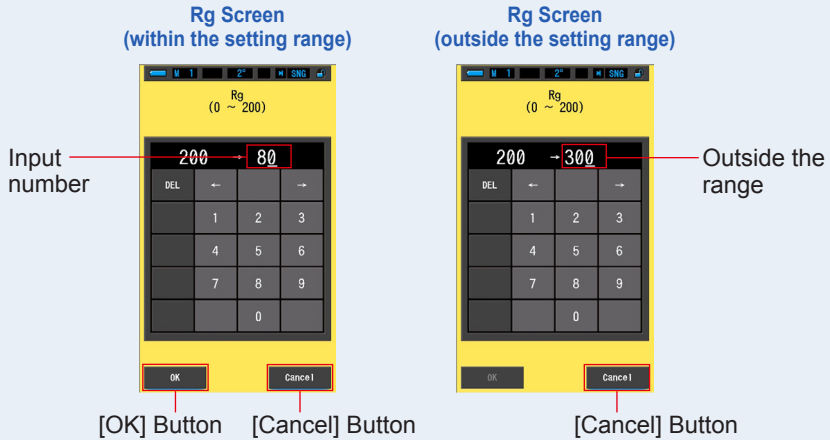 Rg Screen
(within the setting range)
M 1 2° SNG
Rg
(0 ~ 200)
200 → 80
DEL ← →
1 2 3
4 5 6
7 8 9
0
OK Cancel
Input
number
[OK] Button [Cancel] Button
Rg Screen
(outside the setting range)
M 1 2° SNG
Rg
(0 ~ 200)
200 → 300
DEL ← →
1 2 3
4 5 6
7 8 9
0
OK Cancel
Outside the
range
[Cancel] Button